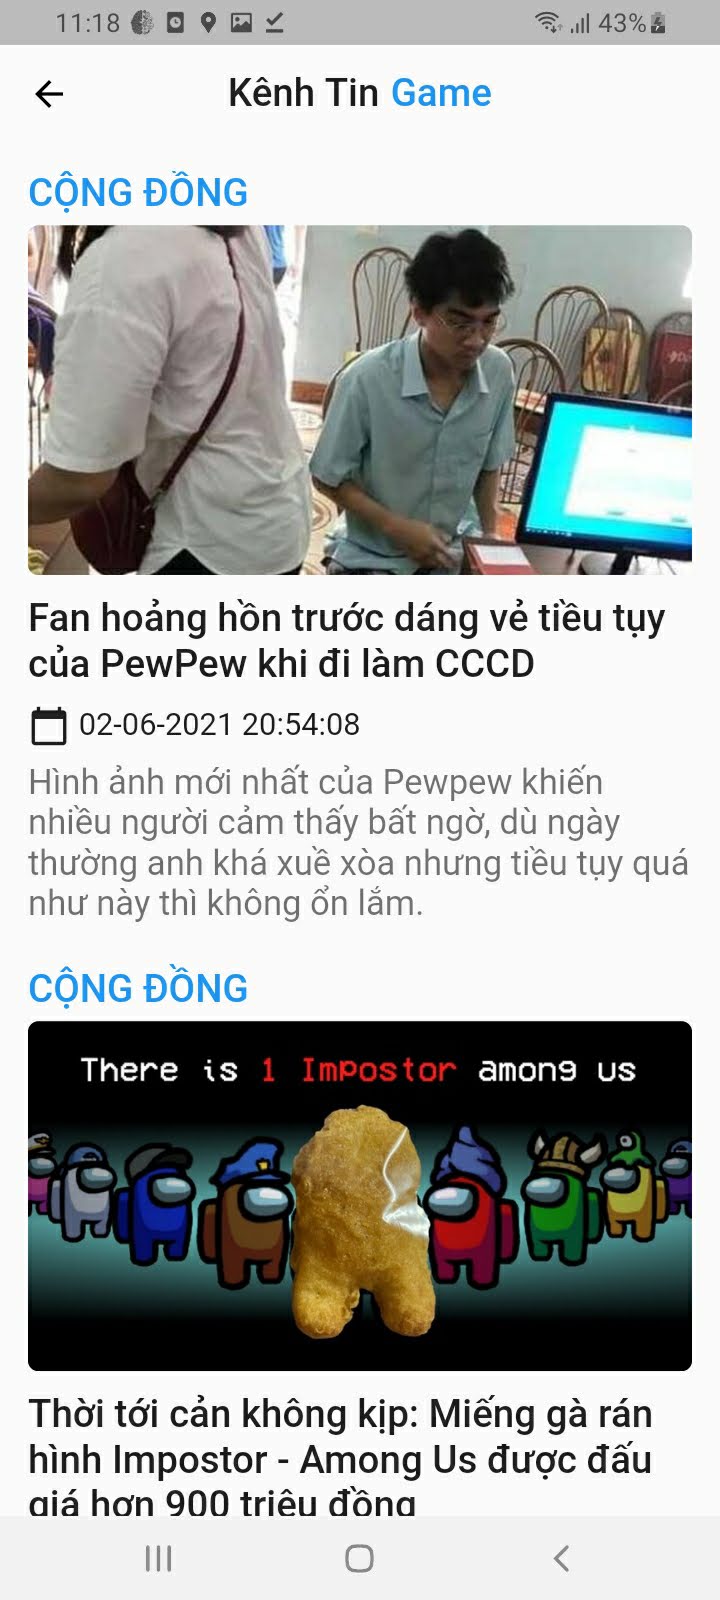 11:18
43%
Kênh Tin Game
CỘNG ĐỒNG
Fan hoảng hồn trước dáng vẻ tiều tụy
của PewPew khi đi làm CCCD
02-06-2021 20:54:08
Hình ảnh mới nhất của Pewpew khiến
nhiều người cảm thấy bất ngờ, dù ngày
thường anh khá xuề xòa nhưng tiều tụy quá
như này thì không ổn lắm.
CỘNG ĐỒNG
There is 1 Impostor among us
Thời tới cản không kịp: Miếng gà rán
hình Impostor - Among Us được đấu
giá hơn 900 triệu đồng